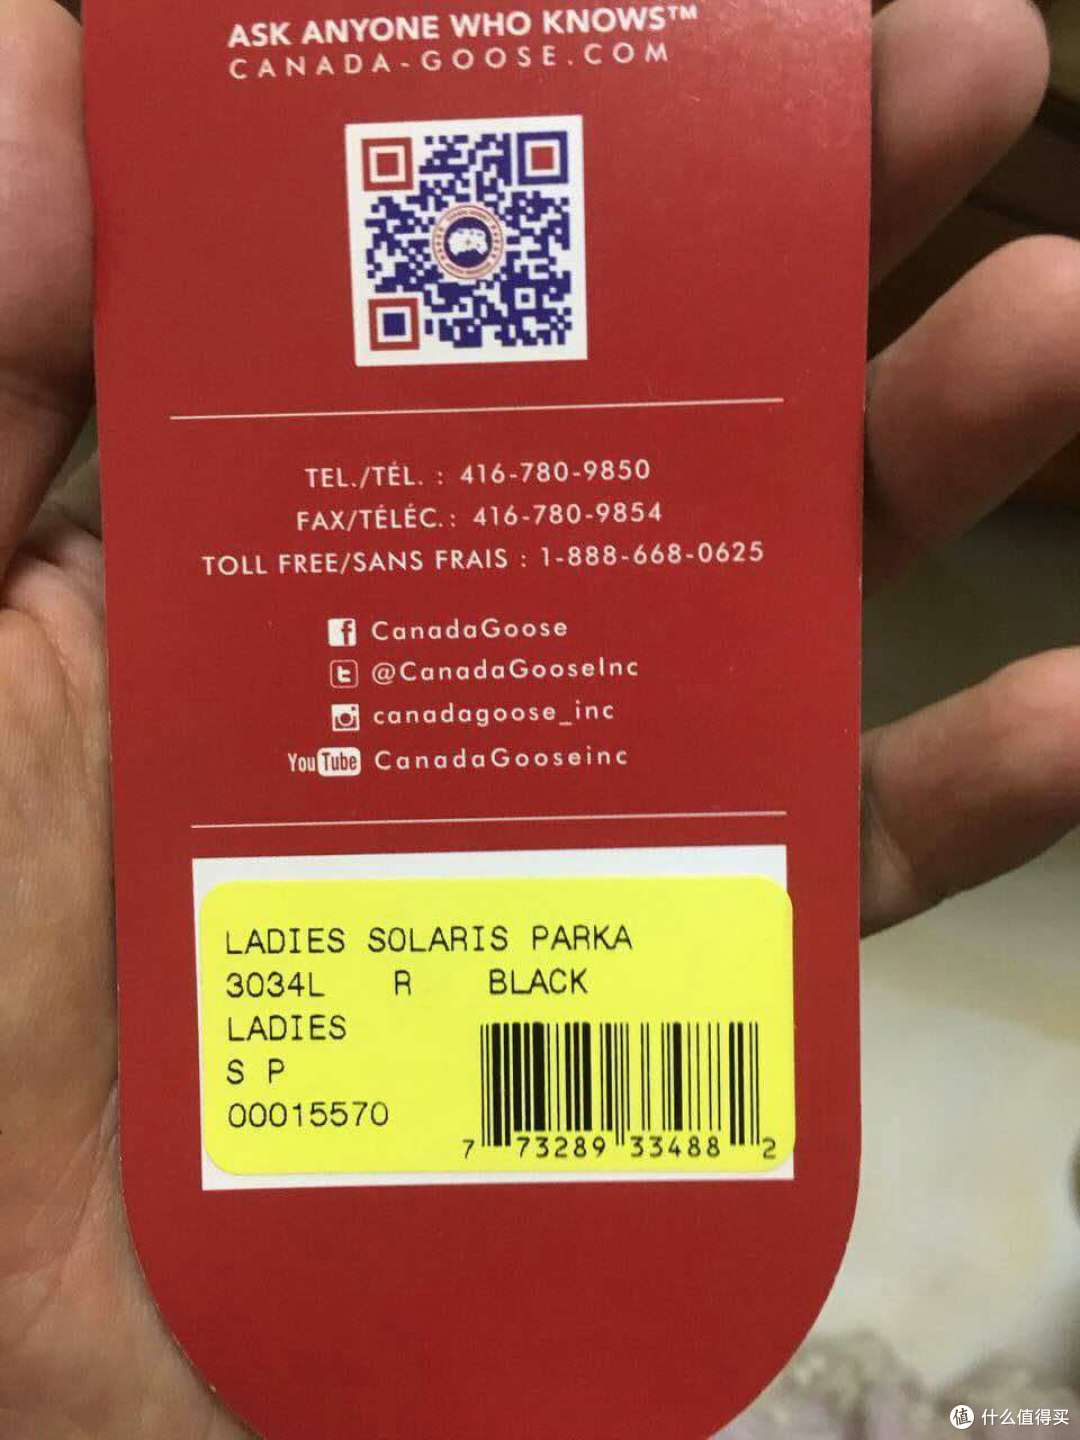 ASK ANYONE WHO KNOWS™
CANADA-GOOSE.COM
TEL./TÉL. : 416-780-9850
FAX/TÉLÉC.: 416-780-9854
TOLL FREE/SANS FRAIS : 1-888-668-0625
f CanadaGoose
t @CanadaGooseInc
canadagoose_inc
YouTube CanadaGooseinc
LADIES SOLARIS PARKA
3034L R BLACK
LADIES
S P
00015570
7 73289 33488 2
值 什么值得买